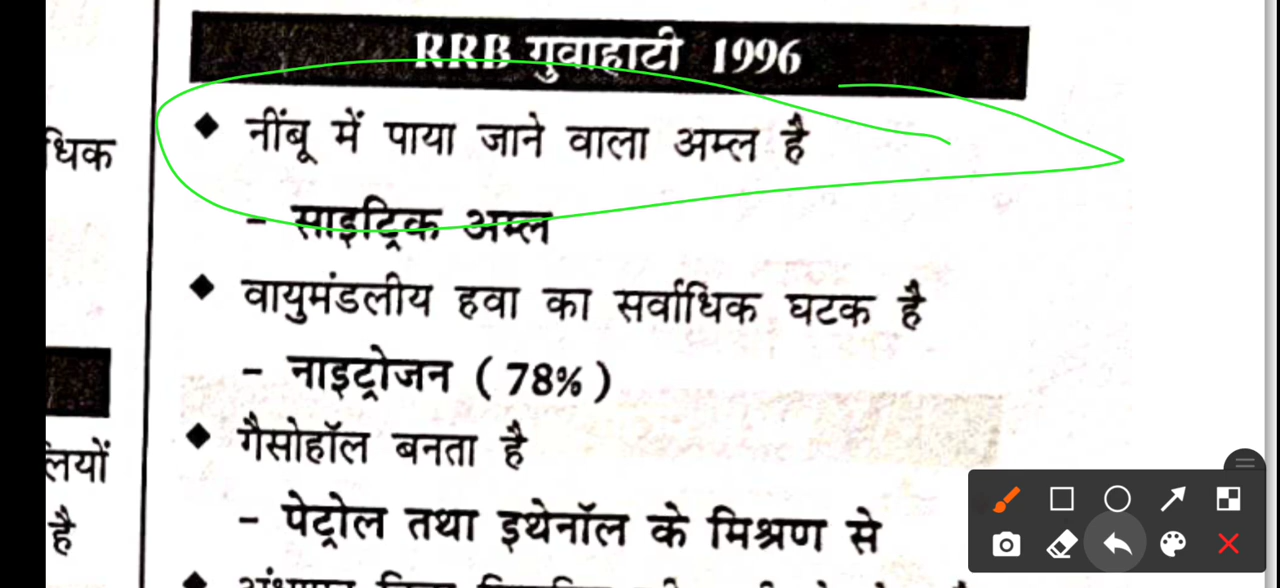 RRB गुवाहाटी 1996
धिक
◆ नींबू में पाया जाने वाला अम्ल है
– साइट्रिक अम्ल
◆ वायुमंडलीय हवा का सर्वाधिक घटक है
– नाइट्रोजन (78%)
◆ गैसोहॉल बनता है
लियों
– पेट्रोल तथा इथेनॉल के मिश्रण से
है